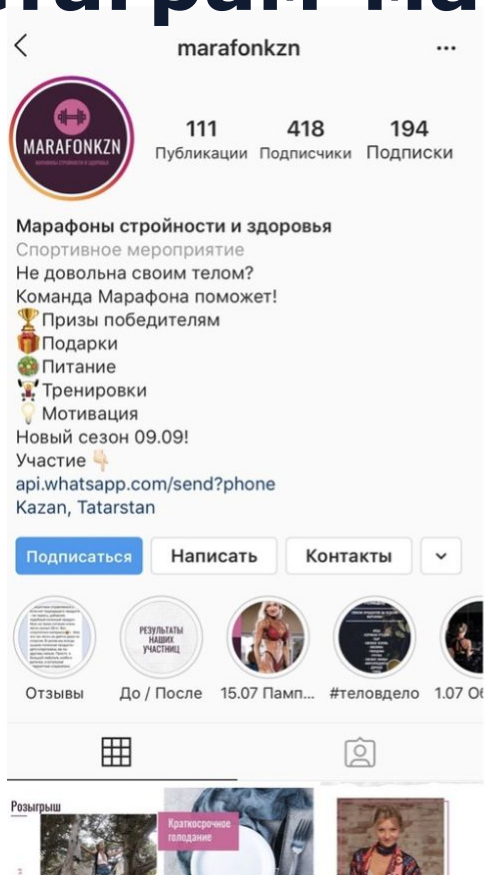 marafonkzn
MARAFONKZN
111 418 194
Публикации Подписчики Подписки
Марафоны стройности и здоровья
Спортивное мероприятие
Не довольна своим телом?
Команда Марафона поможет!
Призы победителям
Подарки
Питание
Тренировки
Мотивация
Новый сезон 09.09!
Участие
api.whatsapp.com/send?phone
Kazan, Tatarstan
Подписаться Написать Контакты
РЕЗУЛЬТАТЫ
НАШИХ
УЧАСТНИЦ
Отзывы До / После 15.07 Памп... #теловдело 1.07
Розыгрыш
Краткосрочное
голодание